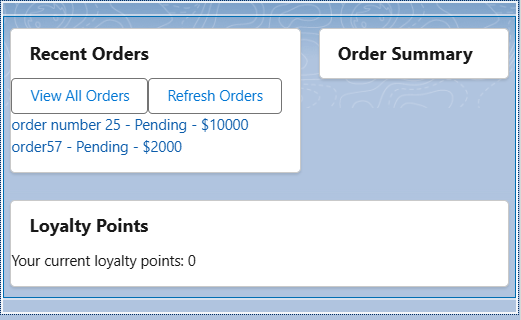 Recent Orders
Order Summary
View All Orders
Refresh Orders
order number 25 - Pending - $10000
order57 - Pending - $2000
Loyalty Points
Your current loyalty points: 0